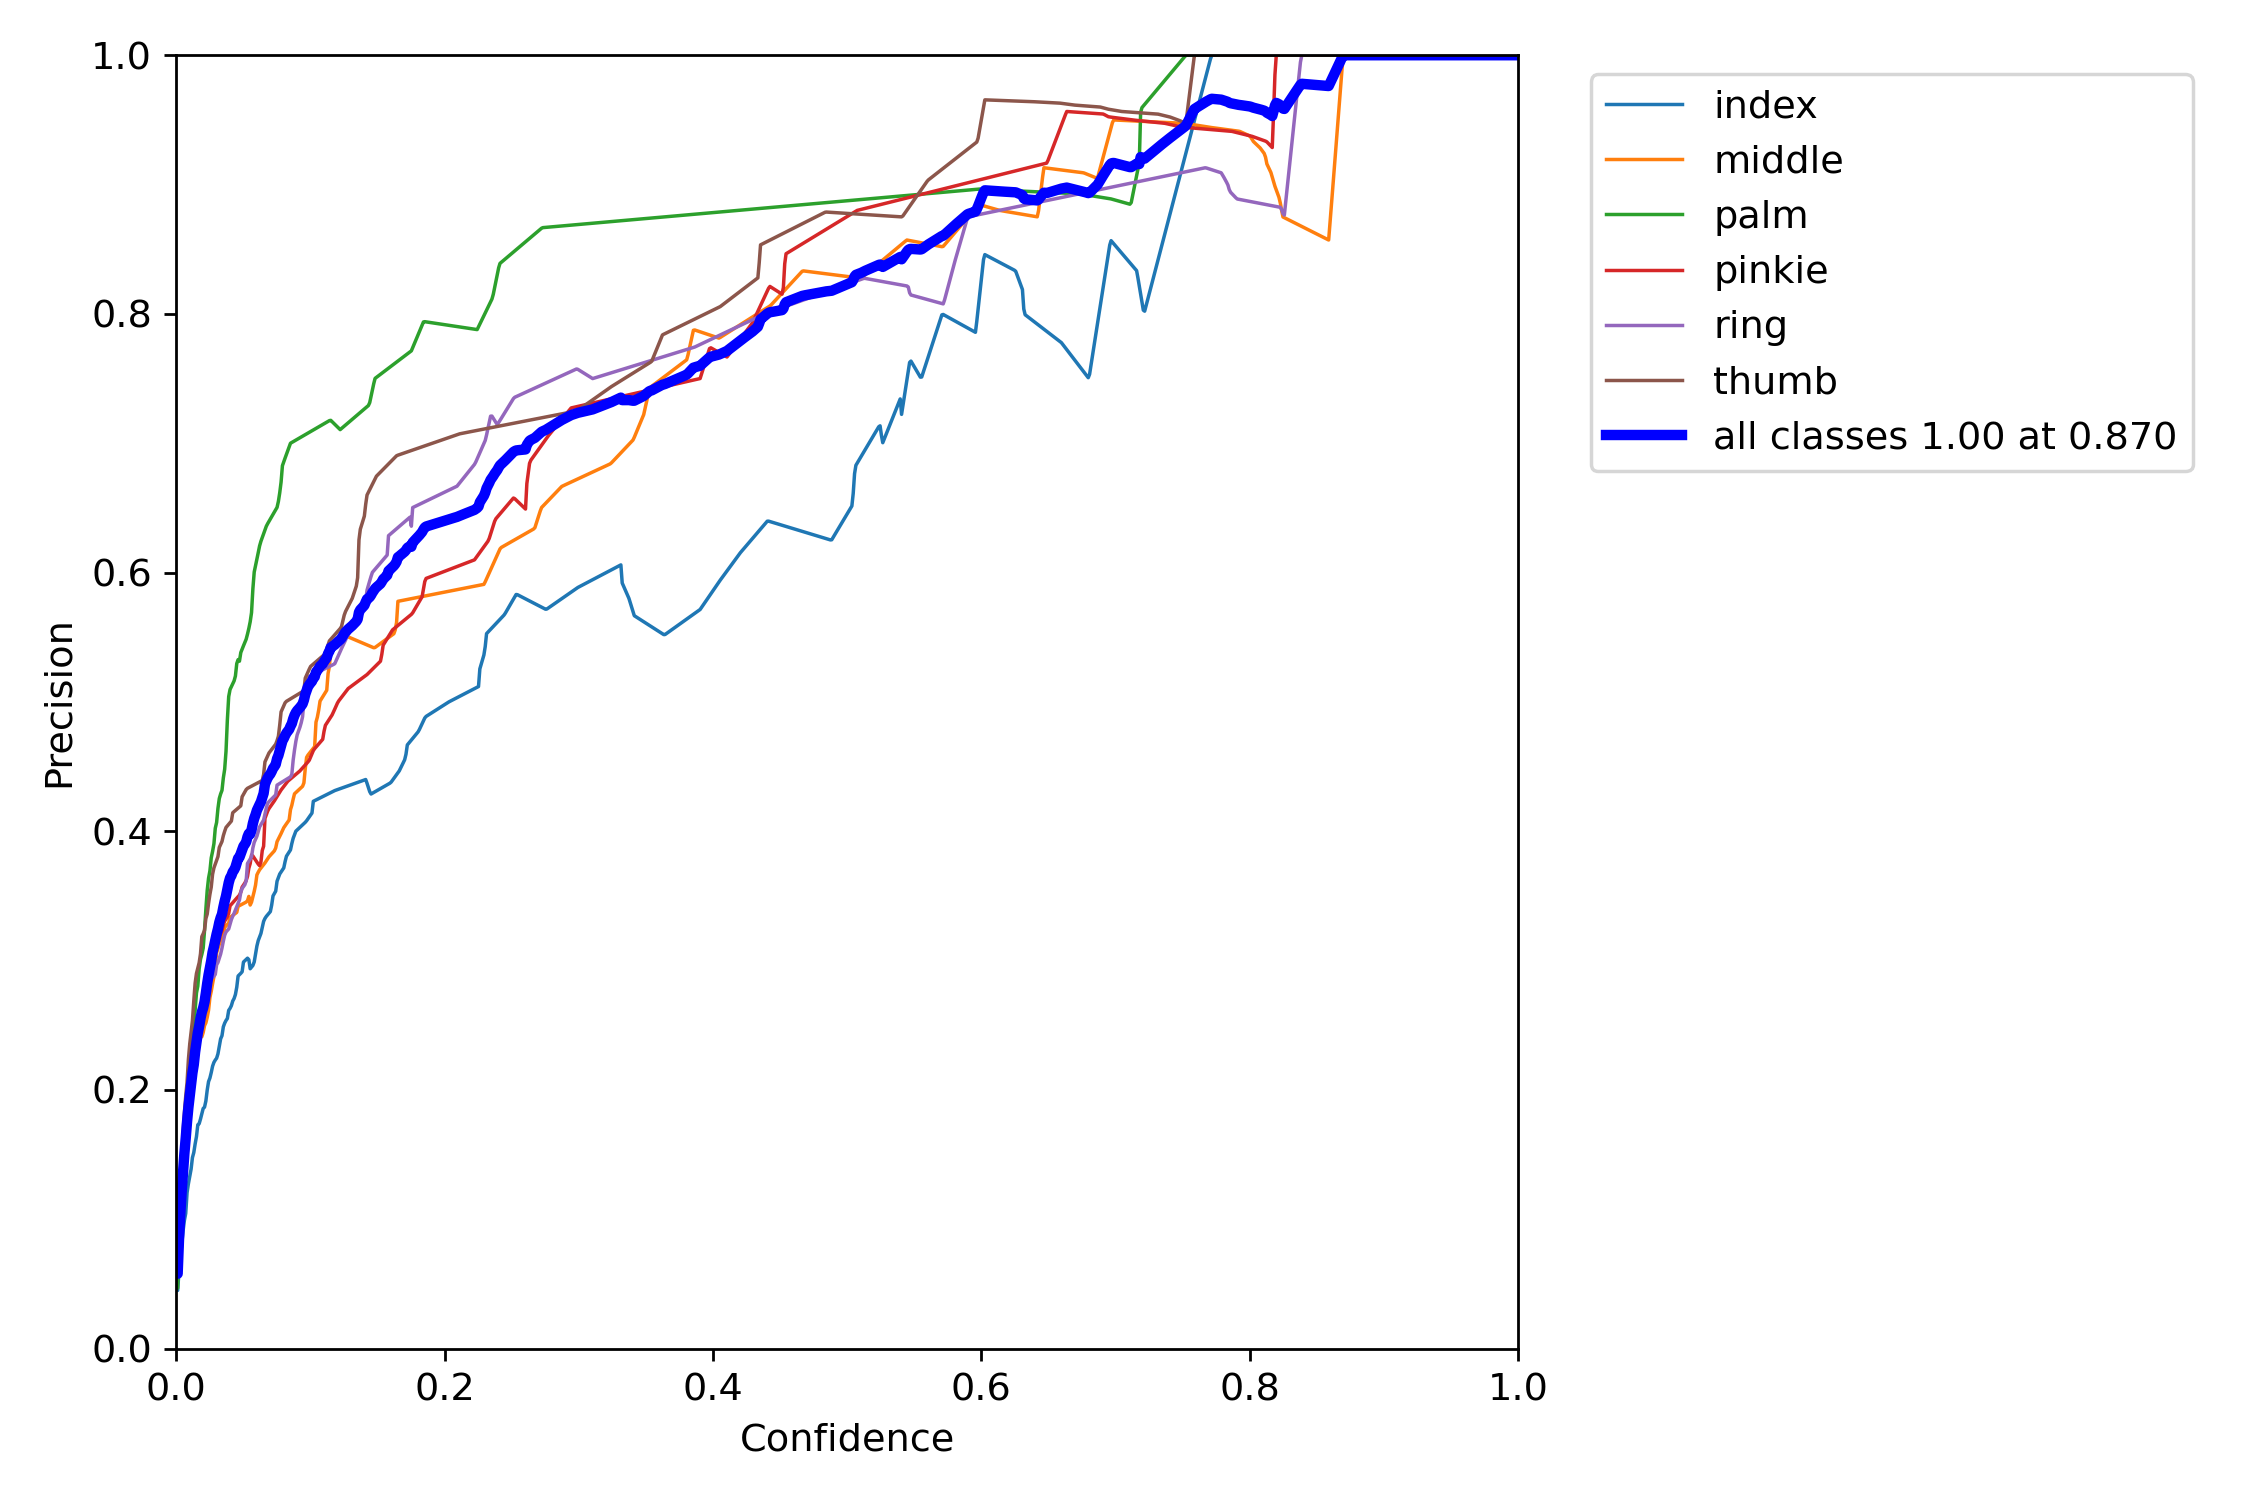 1.0
0.8
0.6
0.4
0.2
0.0
Precision
0.0 0.2 0.4 0.6 0.8 1.0
Confidence
index
middle
palm
pinkie
ring
thumb
all classes 1.00 at 0.870